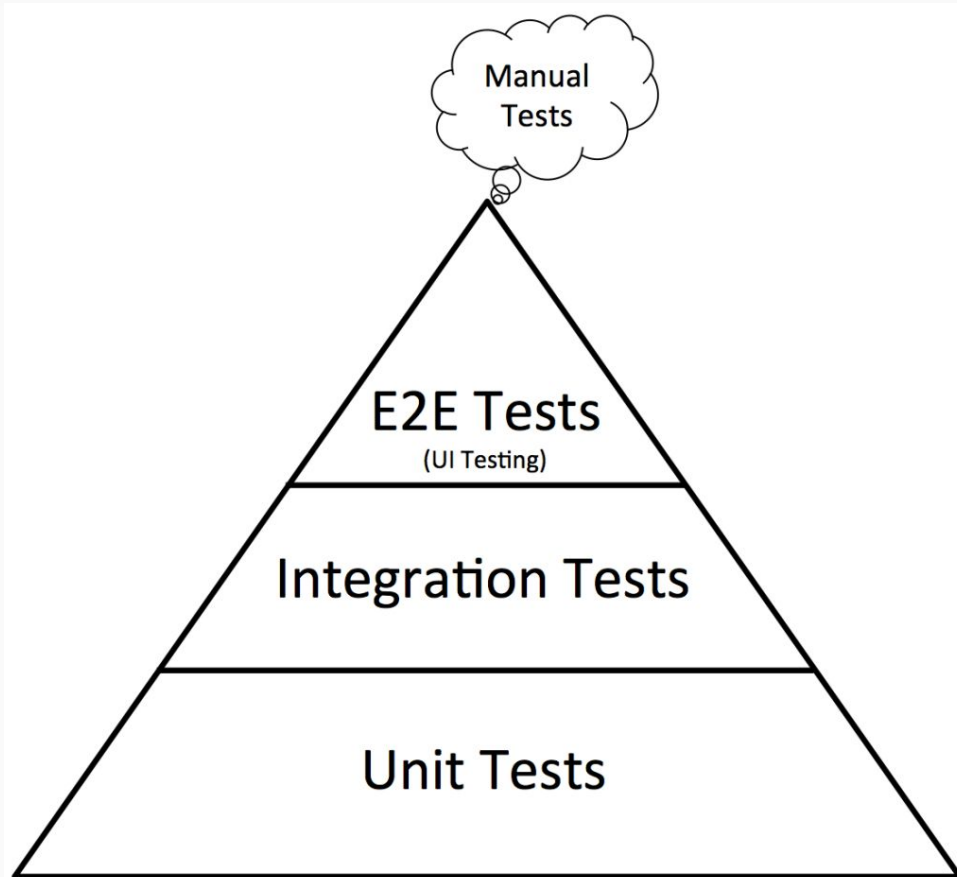 Manual
Tests
E2E Tests
(UI Testing)
Integration Tests
Unit Tests